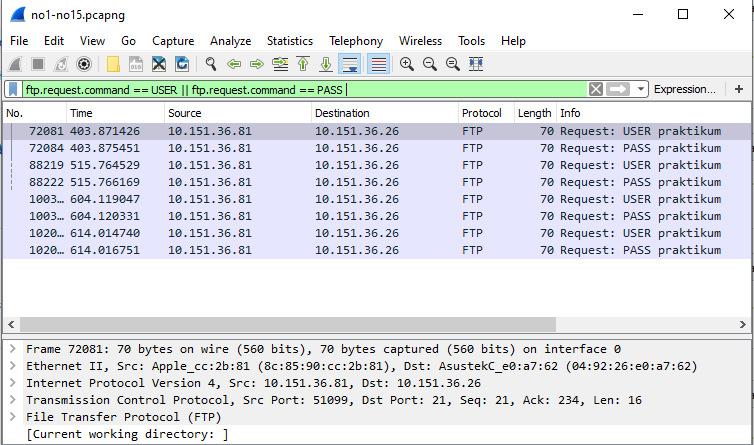 no1-no15.pcapng
File Edit View Go Capture Analyze Statistics Telephony Wireless Tools Help
ftp.request.command == USER || ftp.request.command == PASS Expression... +
No. Time Source Destination Protocol Length Info
72081 403.871426 10.151.36.81 10.151.36.26 FTP 70 Request: USER praktikum
72084 403.875451 10.151.36.81 10.151.36.26 FTP 70 Request: PASS praktikum
88219 515.764529 10.151.36.81 10.151.36.26 FTP 70 Request: USER praktikum
88222 515.766169 10.151.36.81 10.151.36.26 FTP 70 Request: PASS praktikum
1003… 604.119047 10.151.36.81 10.151.36.26 FTP 70 Request: USER praktikum
1003… 604.120331 10.151.36.81 10.151.36.26 FTP 70 Request: PASS praktikum
1020… 614.014740 10.151.36.81 10.151.36.26 FTP 70 Request: USER praktikum
1020… 614.016751 10.151.36.81 10.151.36.26 FTP 70 Request: PASS praktikum
Frame 72081: 70 bytes on wire (560 bits), 70 bytes captured (560 bits) on interface 0
Ethernet II, Src: Apple_cc:2b:81 (8c:85:90:cc:2b:81), Dst: AsustekC_e0:a7:62 (04:92:26:e0:a7:62)
Internet Protocol Version 4, Src: 10.151.36.81, Dst: 10.151.36.26
Transmission Control Protocol, Src Port: 51099, Dst Port: 21, Seq: 21, Ack: 234, Len: 16
File Transfer Protocol (FTP)
[Current working directory: ]